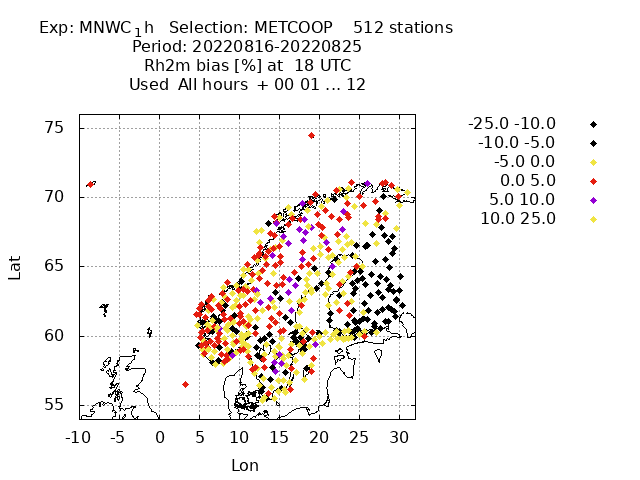 Exp: MNWC_1h   Selection: METCOOP    512 stations
Period: 20220816-20220825
Rh2m bias [%] at  18 UTC
Used  All hours  + 00 01 ... 12
-25.0 -10.0
-10.0 -5.0
-5.0 0.0
0.0 5.0
5.0 10.0
10.0 25.0
75
70
65
60
55
Lat
-10 -5 0 5 10 15 20 25 30
Lon